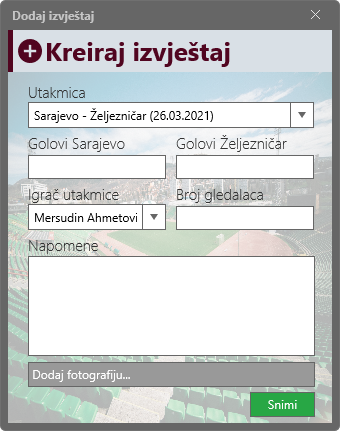 Dodaj izvještaj
Kreiraj izvještaj
Utakmica
Sarajevo - Željezničar (26.03.2021)
Golovi Sarajevo Golovi Željezničar
Igrač utakmice Broj gledalaca
Mersudin Ahmetovi
Napomene
Dodaj fotografiju...
Snimi